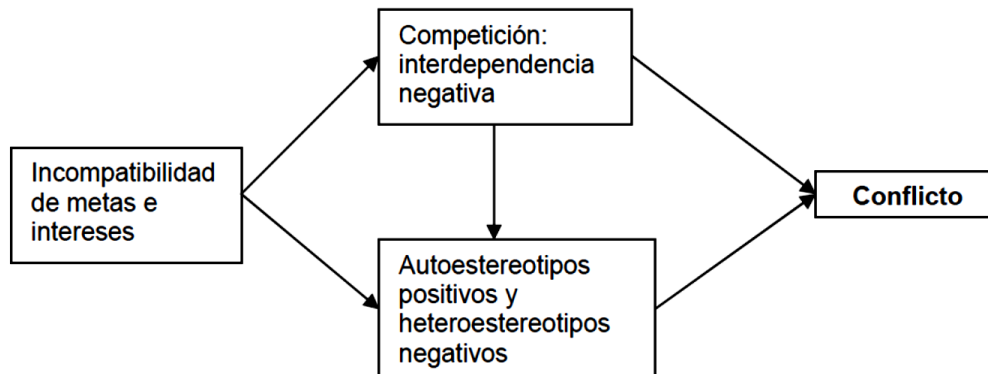 Competición:
interdependencia
negativa
Incompatibilidad
de metas e
intereses
Conflicto
Autoestereotipos
positivos y
heteroestereotipos
negativos